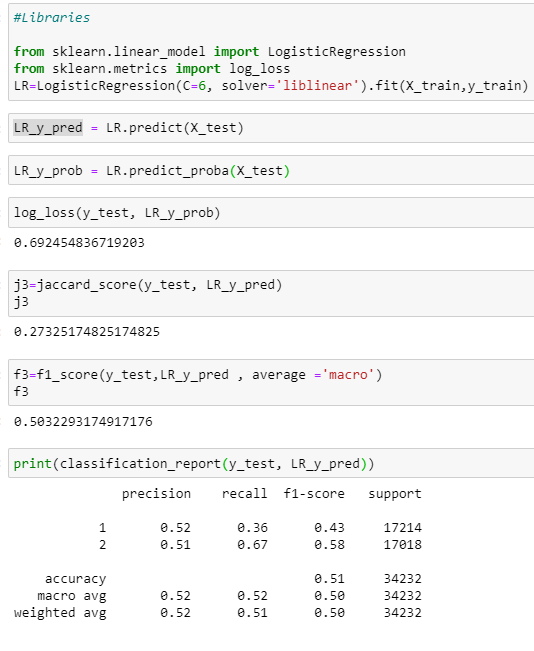 #Libraries
from sklearn.linear_model import LogisticRegression
from sklearn.metrics import log_loss
LR=LogisticRegression(C=6, solver='liblinear').fit(X_train,y_train)
LR_y_pred = LR.predict(X_test)
LR_y_prob = LR.predict_proba(X_test)
log_loss(y_test, LR_y_prob)
0.692454836719203
j3=jaccard_score(y_test, LR_y_pred)
j3
0.27325174825174825
f3=f1_score(y_test,LR_y_pred , average ='macro')
f3
0.5032293174917176
print(classification_report(y_test, LR_y_pred))
precision recall f1-score support
1 0.52 0.36 0.43 17214
2 0.51 0.67 0.58 17018
accuracy 0.51 34232
macro avg 0.52 0.52 0.50 34232
weighted avg 0.52 0.51 0.50 34232